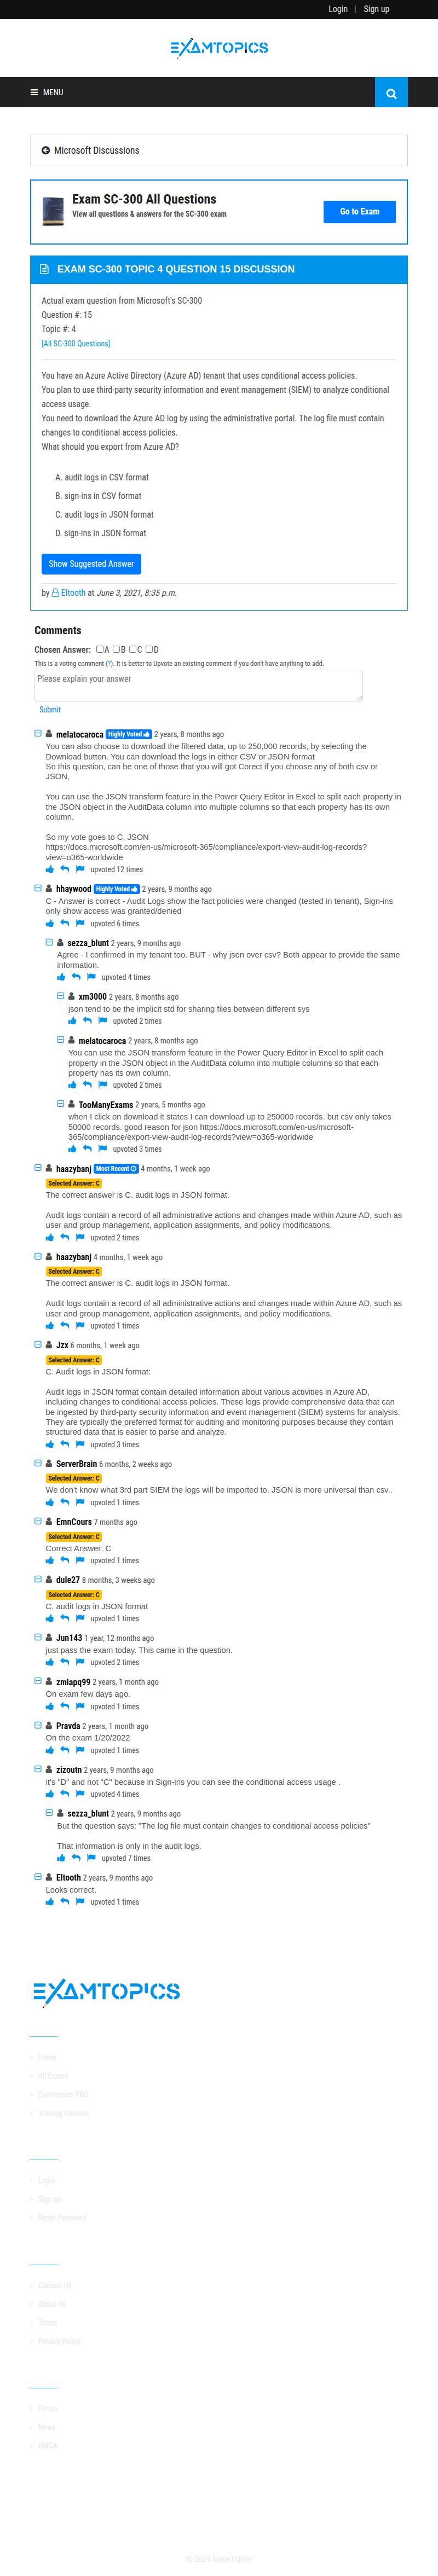 Login | Sign up
EXAMTOPICS
MENU
Microsoft Discussions
Exam SC-300 All Questions
View all questions & answers for the SC-300 exam
Go to Exam
EXAM SC-300 TOPIC 4 QUESTION 15 DISCUSSION
Actual exam question from Microsoft's SC-300
Question #: 15
Topic #: 4
[All SC-300 Questions]
You have an Azure Active Directory (Azure AD) tenant that uses conditional access policies.
You plan to use third-party security information and event management (SIEM) to analyze conditional
access usage.
You need to download the Azure AD log by using the administrative portal. The log file must contain
changes to conditional access policies.
What should you export from Azure AD?
A. audit logs in CSV format
B. sign-ins in CSV format
C. audit logs in JSON format
D. sign-ins in JSON format
Show Suggested Answer
by Eltooth at June 3, 2021, 8:35 p.m.
Comments
Chosen Answer: A B C D
This is a voting comment (?). It is better to Upvote an existing comment if you don't have anything to add.
Please explain your answer
Submit
melatocaroca Highly Voted 2 years, 8 months ago
You can also choose to download the filtered data, up to 250,000 records, by selecting the
Download button. You can download the logs in either CSV or JSON format
So this question, can be one of those that you will got Corect if you choose any of both csv or
JSON,
You can use the JSON transform feature in the Power Query Editor in Excel to split each property in
the JSON object in the AuditData column into multiple columns so that each property has its own
column.
So my vote goes to C, JSON
https://docs.microsoft.com/en-us/microsoft-365/compliance/export-view-audit-log-records?
view=o365-worldwide
upvoted 12 times
hhaywood Highly Voted 2 years, 9 months ago
C - Answer is correct - Audit Logs show the fact policies were changed (tested in tenant), Sign-ins
only show access was granted/denied
upvoted 6 times
sezza_blunt 2 years, 9 months ago
Agree - I confirmed in my tenant too. BUT - why json over csv? Both appear to provide the same
information.
upvoted 4 times
xm3000 2 years, 8 months ago
json tend to be the implicit std for sharing files between different sys
upvoted 2 times
melatocaroca 2 years, 8 months ago
You can use the JSON transform feature in the Power Query Editor in Excel to split each
property in the JSON object in the AuditData column into multiple columns so that each
property has its own column.
upvoted 2 times
TooManyExams 2 years, 5 months ago
when I click on download it states I can download up to 250000 records. but csv only takes
50000 records. good reason for json https://docs.microsoft.com/en-us/microsoft-
365/compliance/export-view-audit-log-records?view=o365-worldwide
upvoted 3 times
haazybanj Most Recent 4 months, 1 week ago
Selected Answer: C
The correct answer is C. audit logs in JSON format.
Audit logs contain a record of all administrative actions and changes made within Azure AD, such as
user and group management, application assignments, and policy modifications.
upvoted 2 times
haazybanj 4 months, 1 week ago
Selected Answer: C
The correct answer is C. audit logs in JSON format.
Audit logs contain a record of all administrative actions and changes made within Azure AD, such as
user and group management, application assignments, and policy modifications.
upvoted 1 times
Jzx 6 months, 1 week ago
Selected Answer: C
C. Audit logs in JSON format:
Audit logs in JSON format contain detailed information about various activities in Azure AD,
including changes to conditional access policies. These logs provide comprehensive data that can
be ingested by third-party security information and event management (SIEM) systems for analysis.
They are typically the preferred format for auditing and monitoring purposes because they contain
structured data that is easier to parse and analyze.
upvoted 3 times
ServerBrain 6 months, 2 weeks ago
Selected Answer: C
We don't know what 3rd part SIEM the logs will be imported to. JSON is more universal than csv..
upvoted 1 times
EmnCours 7 months ago
Selected Answer: C
Correct Answer: C
upvoted 1 times
dule27 8 months, 3 weeks ago
Selected Answer: C
C. audit logs in JSON format
upvoted 1 times
Jun143 1 year, 12 months ago
just pass the exam today. This came in the question.
upvoted 2 times
zmlapq99 2 years, 1 month ago
On exam few days ago.
upvoted 1 times
Pravda 2 years, 1 month ago
On the exam 1/20/2022
upvoted 1 times
zizoutn 2 years, 9 months ago
it's "D" and not "C" because in Sign-ins you can see the conditional access usage .
upvoted 4 times
sezza_blunt 2 years, 9 months ago
But the question says: "The log file must contain changes to conditional access policies"
That information is only in the audit logs.
upvoted 7 times
Eltooth 2 years, 9 months ago
Looks correct.
upvoted 1 times
EXAMTOPICS
Home
All Exams
Examtopics PRO
Training Courses
Login
Sign up
Reset Password
Contact Us
About Us
Terms
Privacy Policy
Forum
News
DMCA
© 2024 ExamTopics